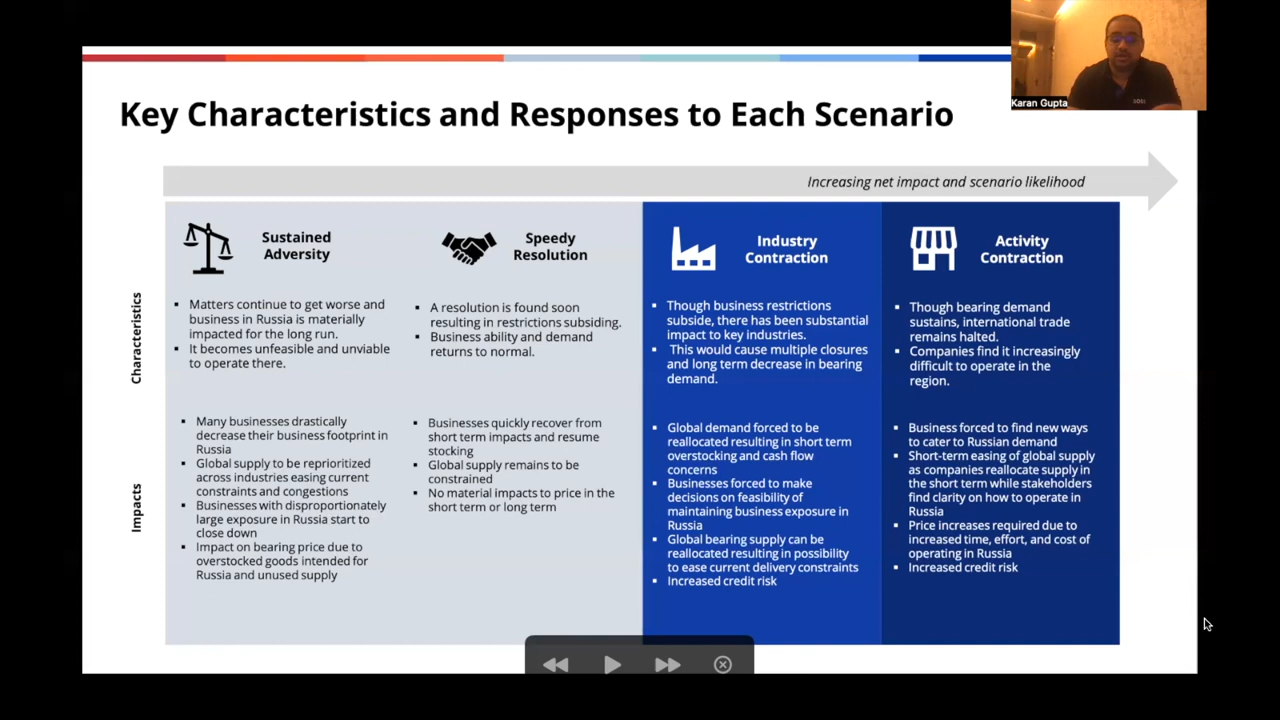 Karan Gupta
Key Characteristics and Responses to Each Scenario
Increasing net impact and scenario likelihood
Sustained
Adversity
Speedy
Resolution
Industry
Contraction
Activity
Contraction
Characteristics
▪ Matters continue to get worse and
business in Russia is materially
impacted for the long run.
▪ It becomes unfeasible and unviable
to operate there.
▪ A resolution is found soon
resulting in restrictions subsiding.
▪ Business ability and demand
returns to normal.
▪ Though business restrictions
subside, there has been substantial
impact to key industries.
▪ This would cause multiple closures
and long term decrease in bearing
demand.
▪ Though bearing demand
sustains, international trade
remains halted.
▪ Companies find it increasingly
difficult to operate in the
region.
Impacts
▪ Many businesses drastically
decrease their business footprint in
Russia
▪ Global supply to be reprioritized
across industries easing current
constraints and congestions
▪ Businesses with disproportionately
large exposure in Russia start to
close down
▪ Impact on bearing price due to
overstocked goods intended for
Russia and unused supply
▪ Businesses quickly recover from
short term impacts and resume
stocking
▪ Global supply remains to be
constrained
▪ No material impacts to price in the
short term or long term
▪ Global demand forced to be
reallocated resulting in short term
overstocking and cash flow
concerns
▪ Businesses forced to make
decisions on feasibility of
maintaining business exposure in
Russia
▪ Global bearing supply can be
reallocated resulting in possibility
to ease current delivery constraints
▪ Increased credit risk
▪ Business forced to find new ways
to cater to Russian demand
▪ Short-term easing of global supply
as companies reallocate supply in
the short term while stakeholders
find clarity on how to operate in
Russia
▪ Price increases required due to
increased time, effort, and cost of
operating in Russia
▪ Increased credit risk